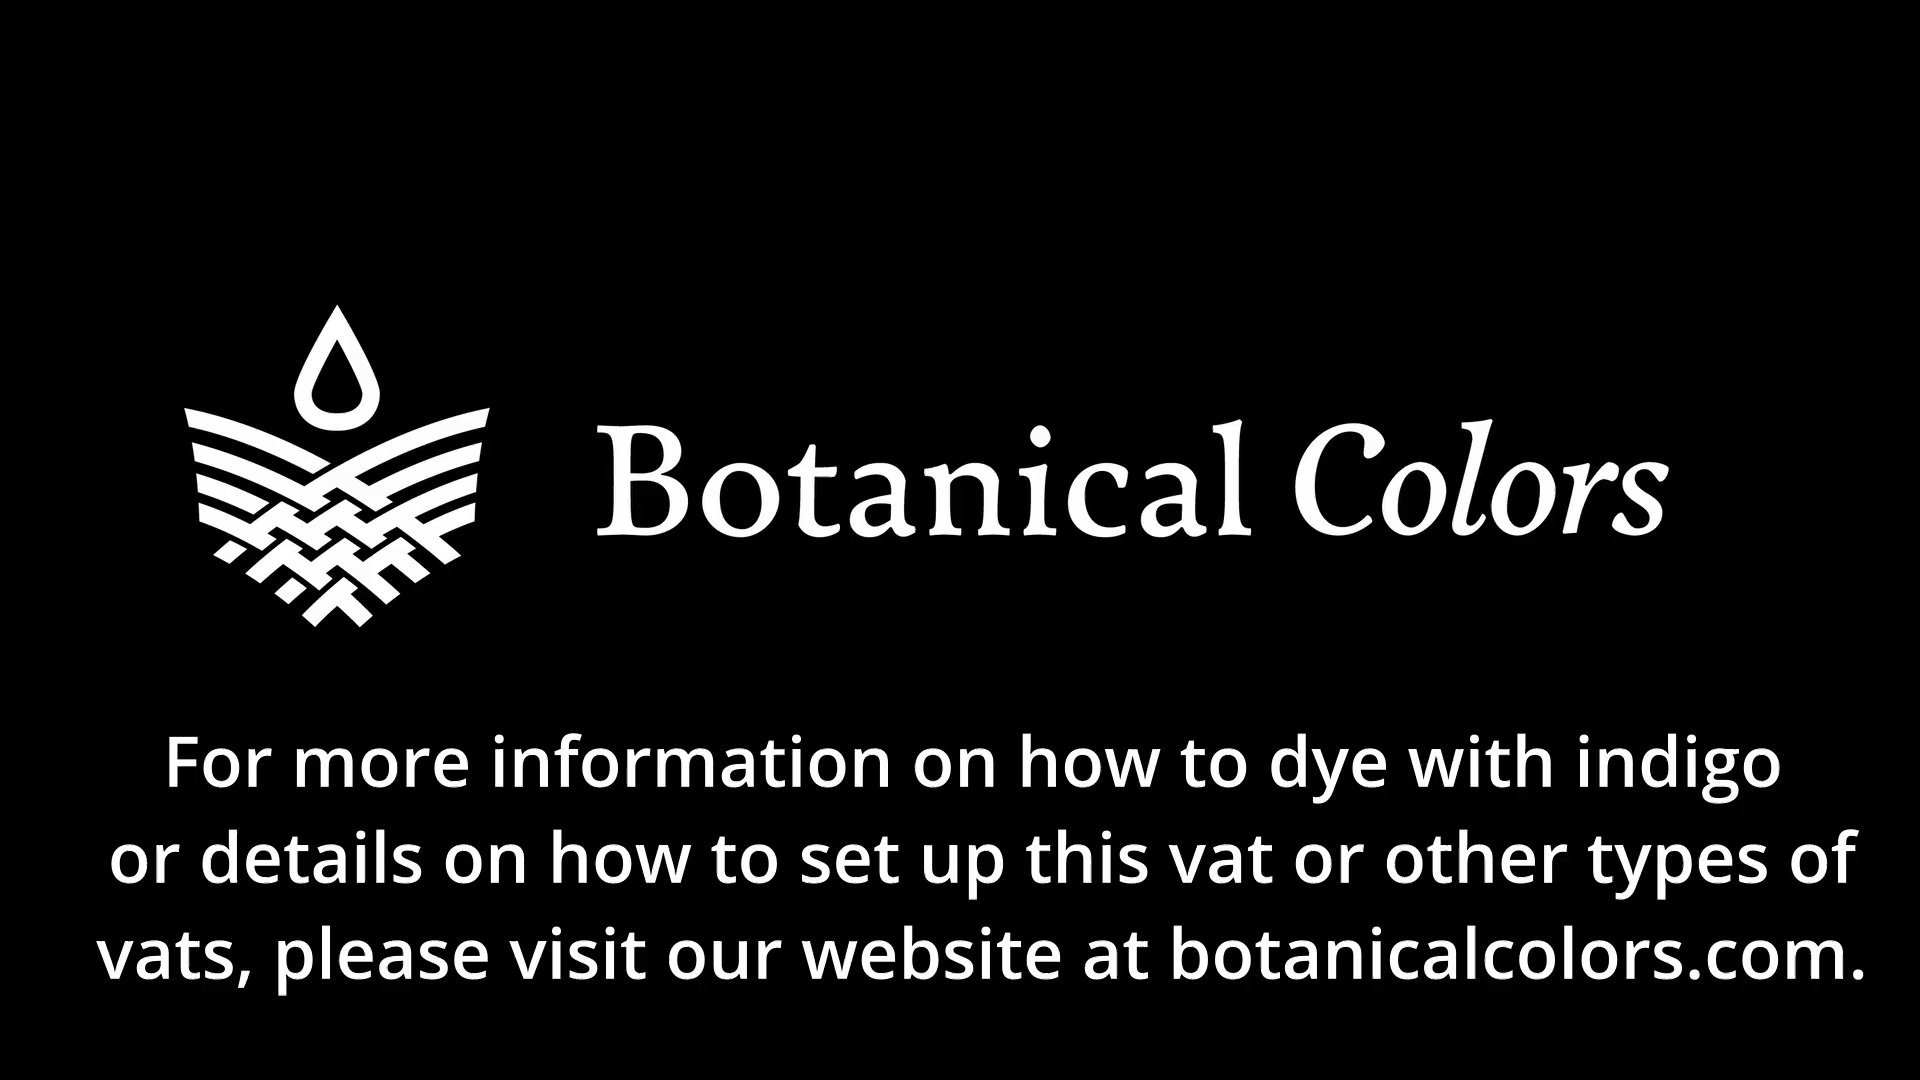 Botanical Colors
For more information on how to dye with indigo
or details on how to set up this vat or other types of
vats, please visit our website at botanicalcolors.com.